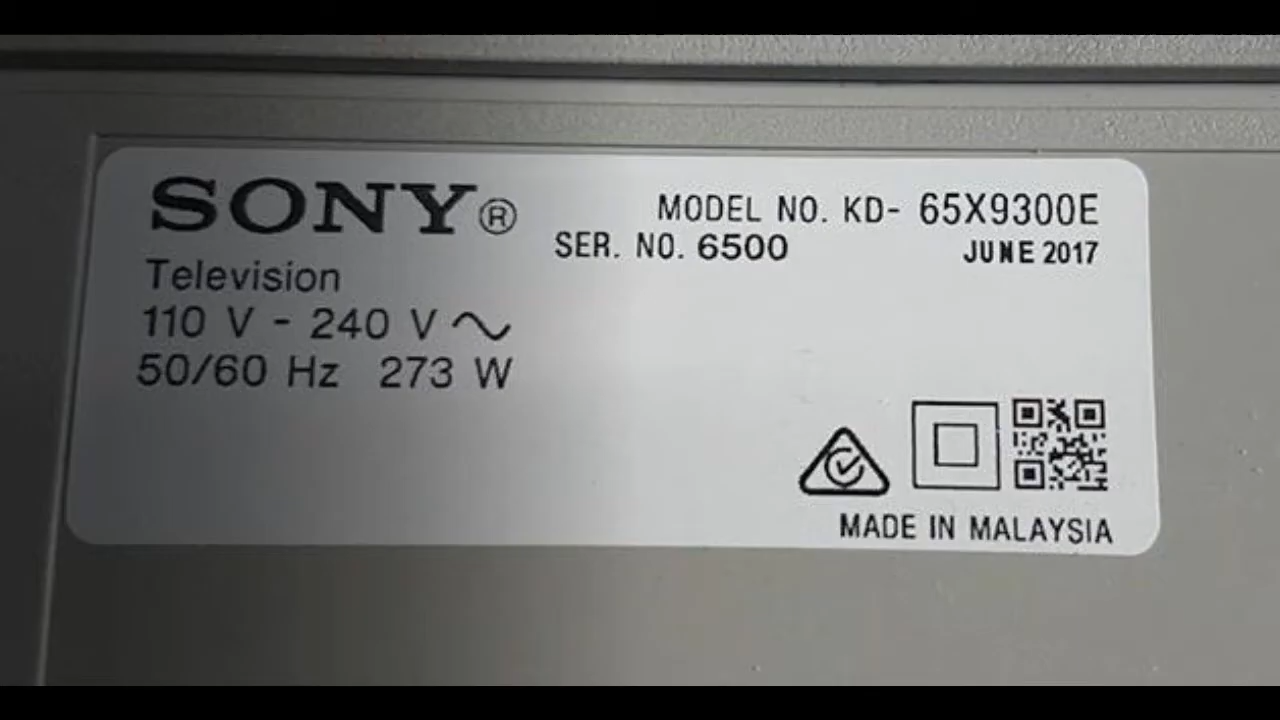 SONY®
MODEL NO. KD- 65X9300E
SER. NO. 6500
JUNE 2017
Television
110 V - 240 V ~
50/60 Hz 273 W
MADE IN MALAYSIA